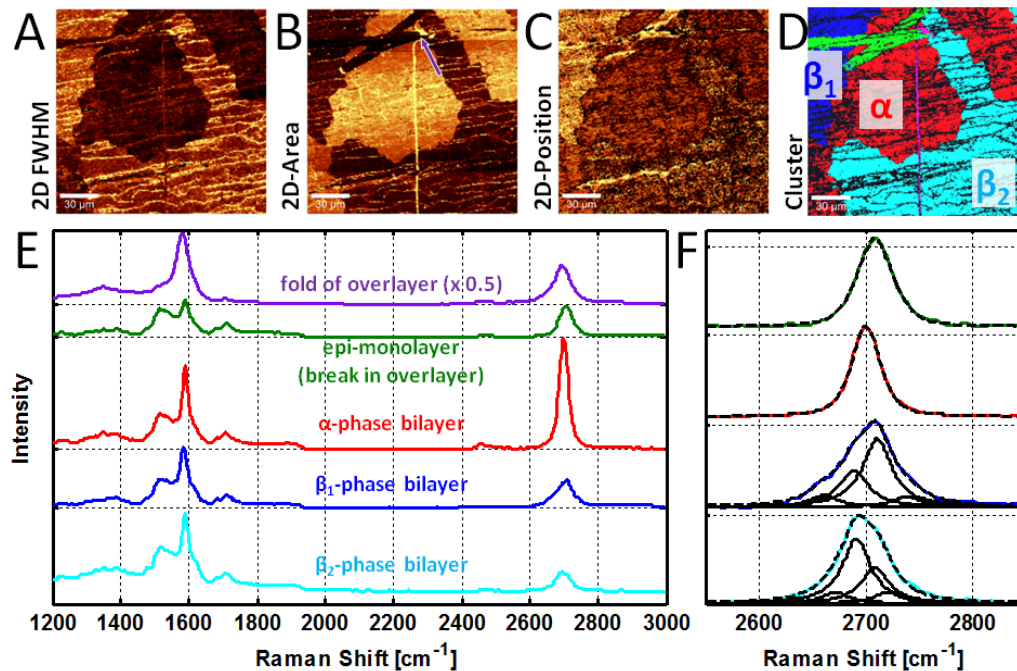 A
B
C
D
2D FWHM
2D-Area
2D-Position
Cluster
30 µm
30 µm
30 µm
30 µm
β1
α
β2
E
F
fold of overlayer (x 0.5)
epi-monolayer
(break in overlayer)
α-phase bilayer
β1-phase bilayer
β2-phase bilayer
Intensity
1200 1400 1600 1800 2000 2200 2400 2600 2800 3000
2600 2700 2800
Raman Shift [cm-1]
Raman Shift [cm-1]